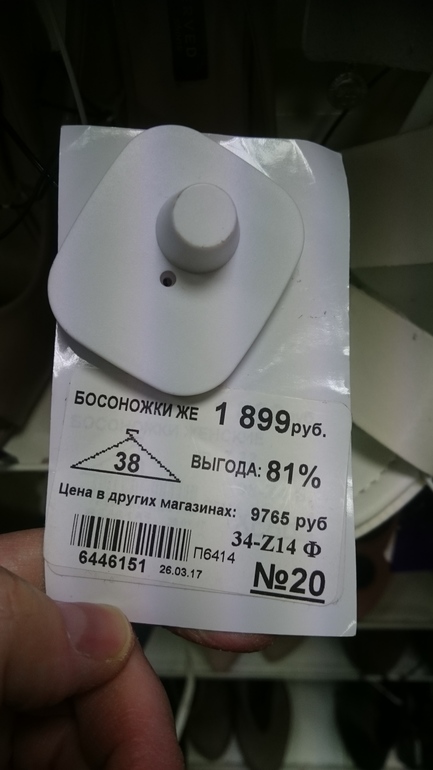 БОСОНОЖКИ ЖЕ 1 899руб.
38 ВЫГОДА: 81%
Цена в других магазинах: 9765 руб
34-Z14 Ф
П6414
6446151 26.03.17 №20